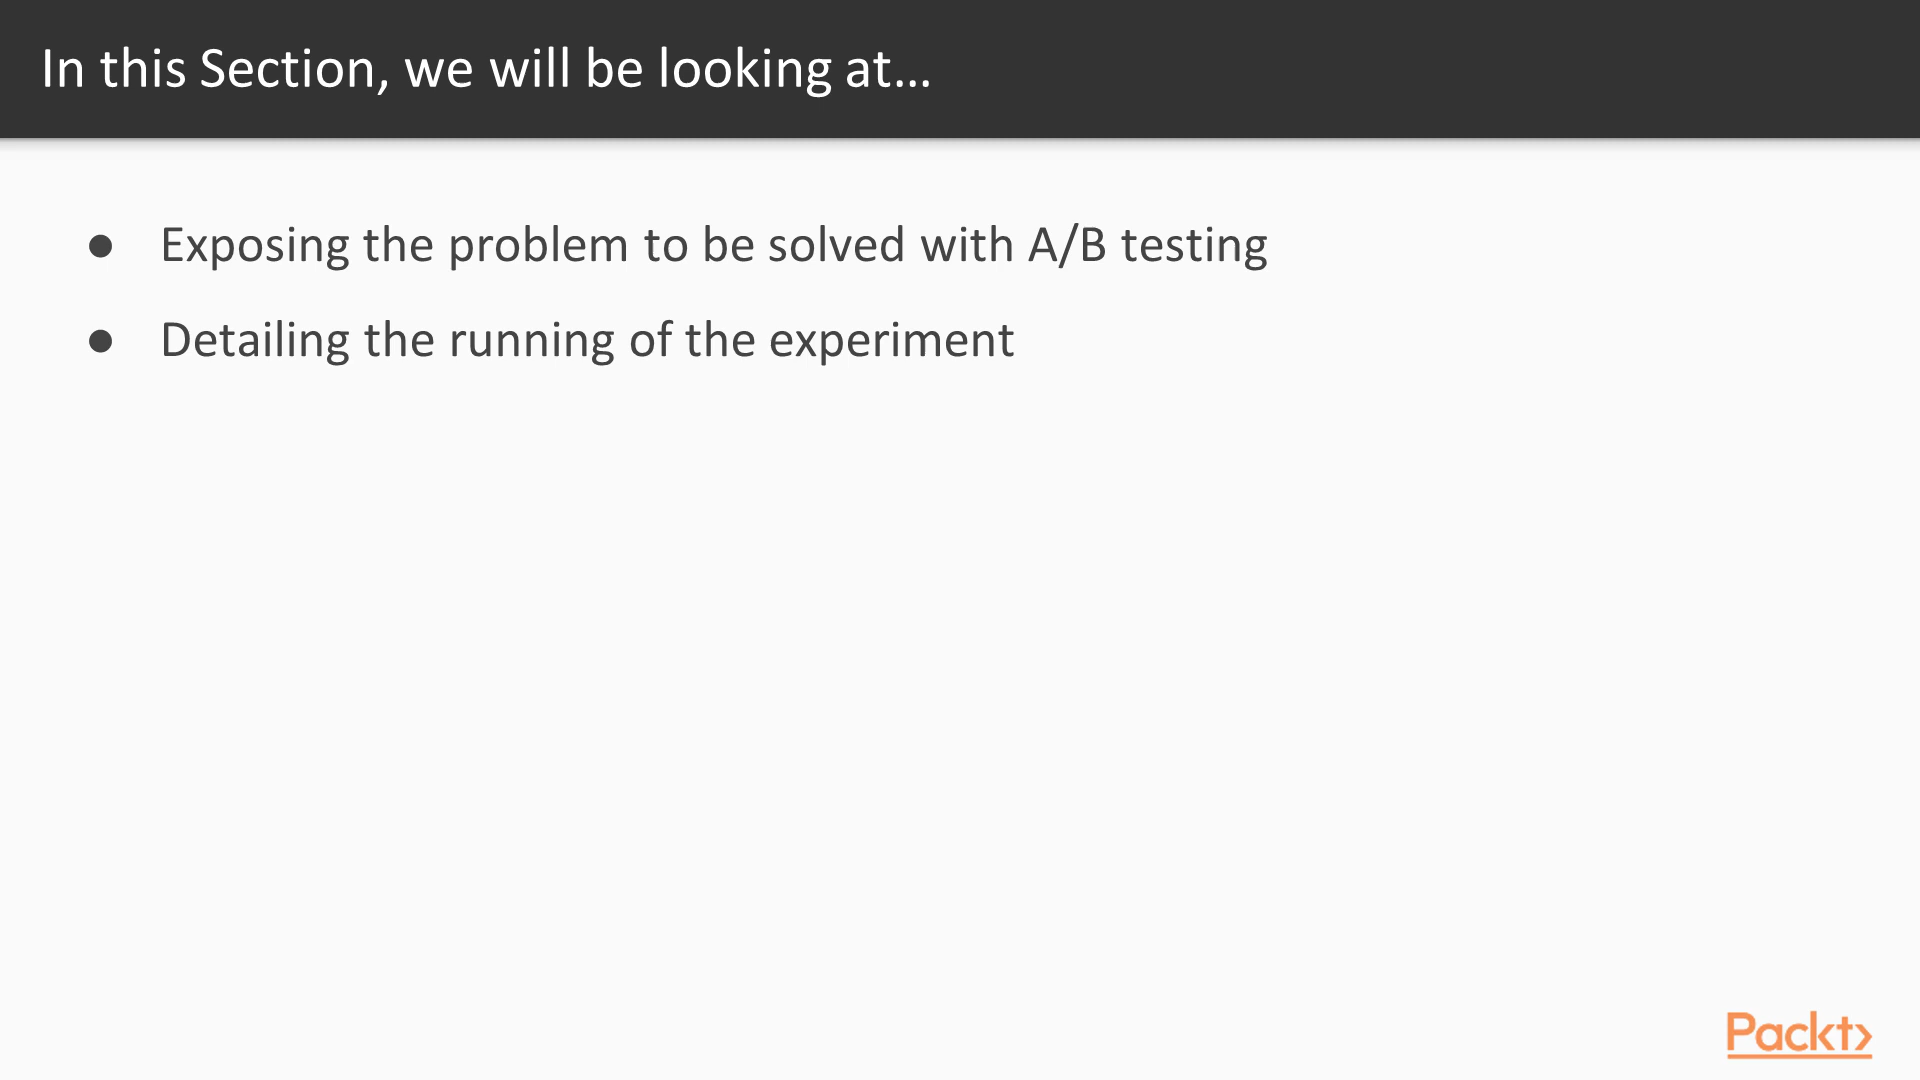 In this Section, we will be looking at…
● Exposing the problem to be solved with A/B testing
● Detailing the running of the experiment
Packt>